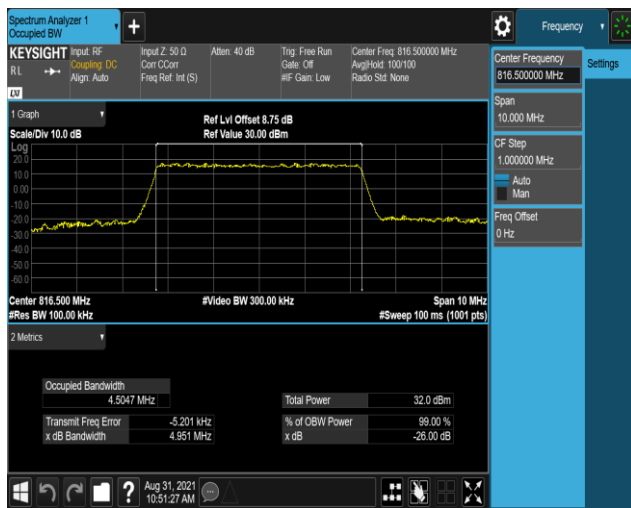 Spectrum Analyzer 1
Occupied BW
+
Frequency
KEYSIGHT
RL
Input: RF
Coupling: DC
Align: Auto
Input Z: 50 Ω
Corr CCorr
Freq Ref: Int (S)
Atten: 40 dB
Trig: Free Run
Gate: Off
#IF Gain: Low
Center Freq: 816.500000 MHz
Avg|Hold: 100/100
Radio Std: None
LXI
1 Graph
Scale/Div 10.0 dB
Ref Lvl Offset 8.75 dB
Ref Value 30.00 dBm
Log
20.0
10.0
0.00
-10.0
-20.0
-30.0
-40.0
-50.0
-60.0
Center 816.500 MHz
#Video BW 300.00 kHz
Span 10 MHz
#Res BW 100.00 kHz
#Sweep 100 ms (1001 pts)
2 Metrics
Occupied Bandwidth
4.5047 MHz
Total Power 32.0 dBm
Transmit Freq Error -5.201 kHz
% of OBW Power 99.00 %
x dB Bandwidth 4.951 MHz
x dB -26.00 dB
Center Frequency
816.500000 MHz
Settings
Span
10.000 MHz
CF Step
1.000000 MHz
Auto
Man
Freq Offset
0 Hz
?
Aug 31, 2021
10:51:27 AM